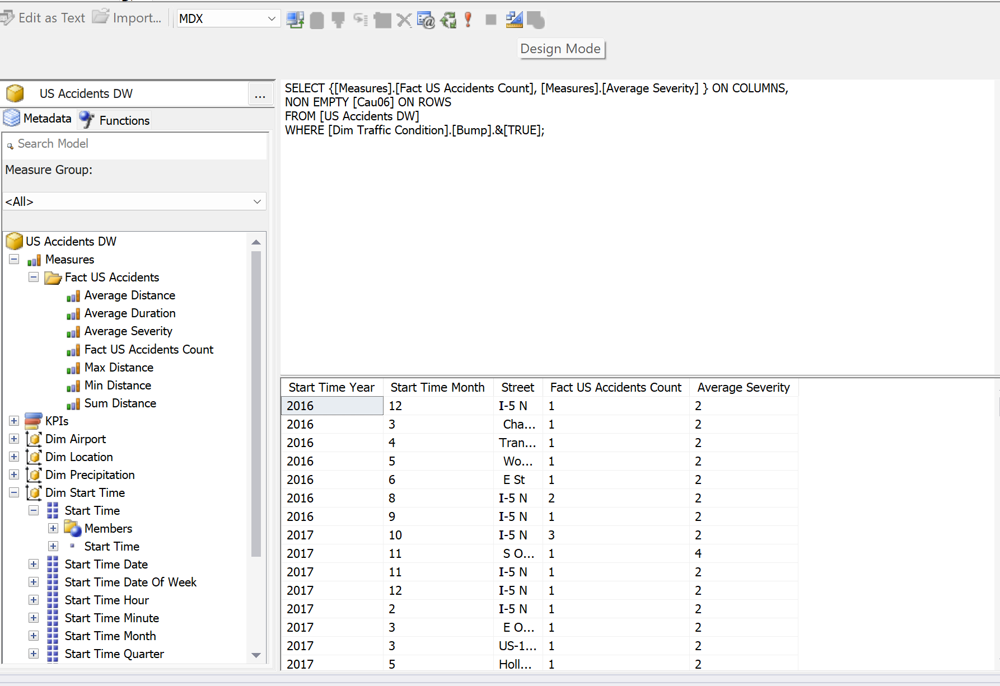 Edit as Text Import... MDX
Design Mode
US Accidents DW ...
Metadata Functions
Search Model
Measure Group:
<All>
US Accidents DW
Measures
Fact US Accidents
Average Distance
Average Duration
Average Severity
Fact US Accidents Count
Max Distance
Min Distance
Sum Distance
KPIs
Dim Airport
Dim Location
Dim Precipitation
Dim Start Time
Start Time
Members
Start Time
Start Time Date
Start Time Date Of Week
Start Time Hour
Start Time Minute
Start Time Month
Start Time Quarter
SELECT {[Measures].[Fact US Accidents Count], [Measures].[Average Severity] } ON COLUMNS,
NON EMPTY [Cau06] ON ROWS
FROM [US Accidents DW]
WHERE [Dim Traffic Condition].[Bump].&[TRUE];
Start Time Year Start Time Month Street Fact US Accidents Count Average Severity
2016 12 I-5 N 1 2
2016 3 Cha... 1 2
2016 4 Tran... 1 2
2016 5 Wo... 1 2
2016 6 E St 1 2
2016 8 I-5 N 2 2
2016 9 I-5 N 1 2
2017 10 I-5 N 3 2
2017 11 S O... 1 4
2017 11 I-5 N 1 2
2017 12 I-5 N 1 2
2017 2 I-5 N 1 2
2017 3 E O... 1 2
2017 3 US-1... 1 2
2017 5 Holl... 1 2